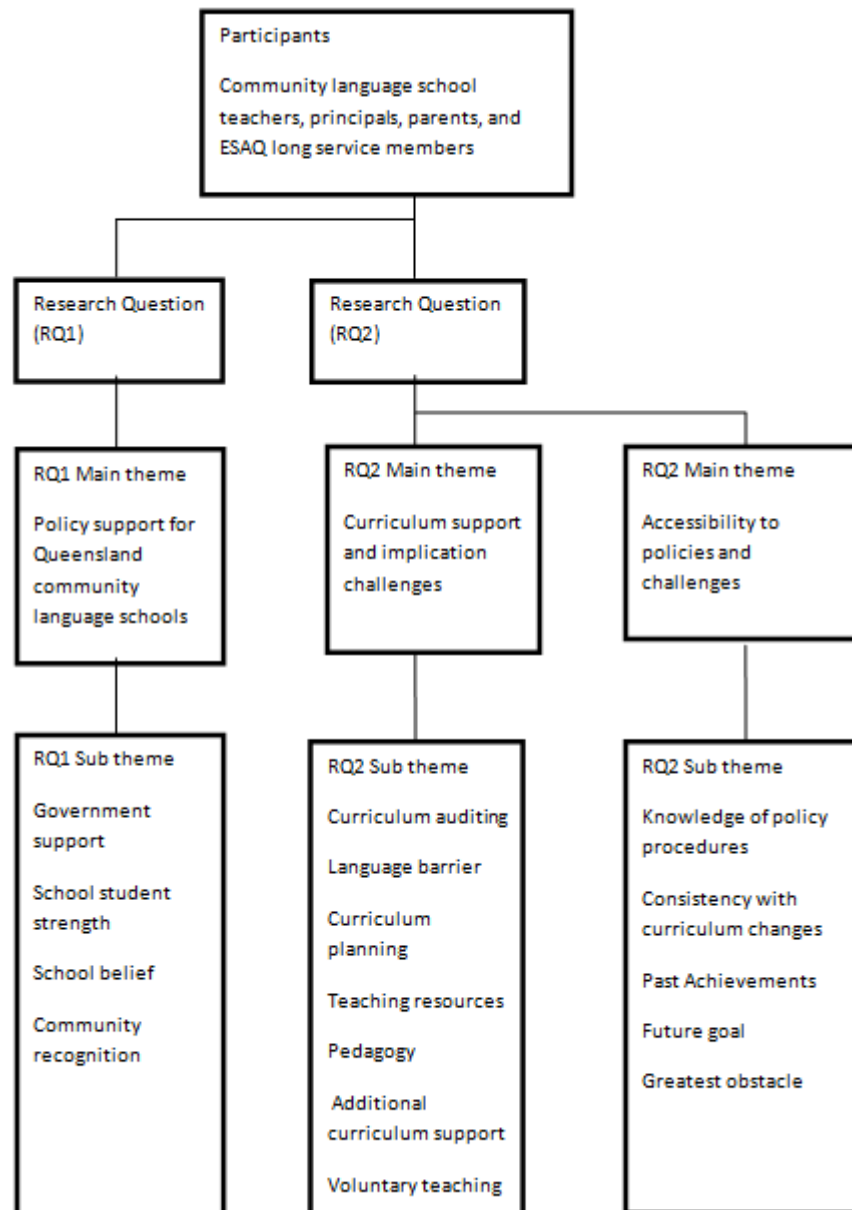 Participants
Community language school
teachers, principals, parents, and
ESAQ long service members
Research Question
(RQ1)
Research Question
(RQ2)
RQ1 Main theme
Policy support for
Queensland
community
language schools
RQ2 Main theme
Curriculum support
and implication
challenges
RQ2 Main theme
Accessibility to
policies and
challenges
RQ1 Sub theme
Government
support
School student
strength
School belief
Community
recognition
RQ2 Sub theme
Curriculum auditing
Language barrier
Curriculum
planning
Teaching resources
Pedagogy
Additional
curriculum support
Voluntary teaching
RQ2 Sub theme
Knowledge of policy
procedures
Consistency with
curriculum changes
Past Achievements
Future goal
Greatest obstacle